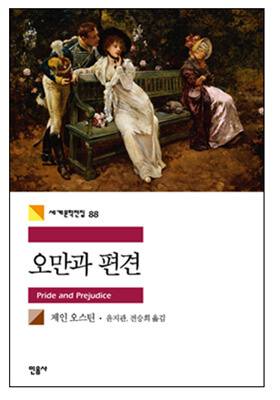 세계문학전집 88
오만과 편견
Pride and Prejudice
제인 오스틴 · 윤지관, 전승희 옮김
민음사